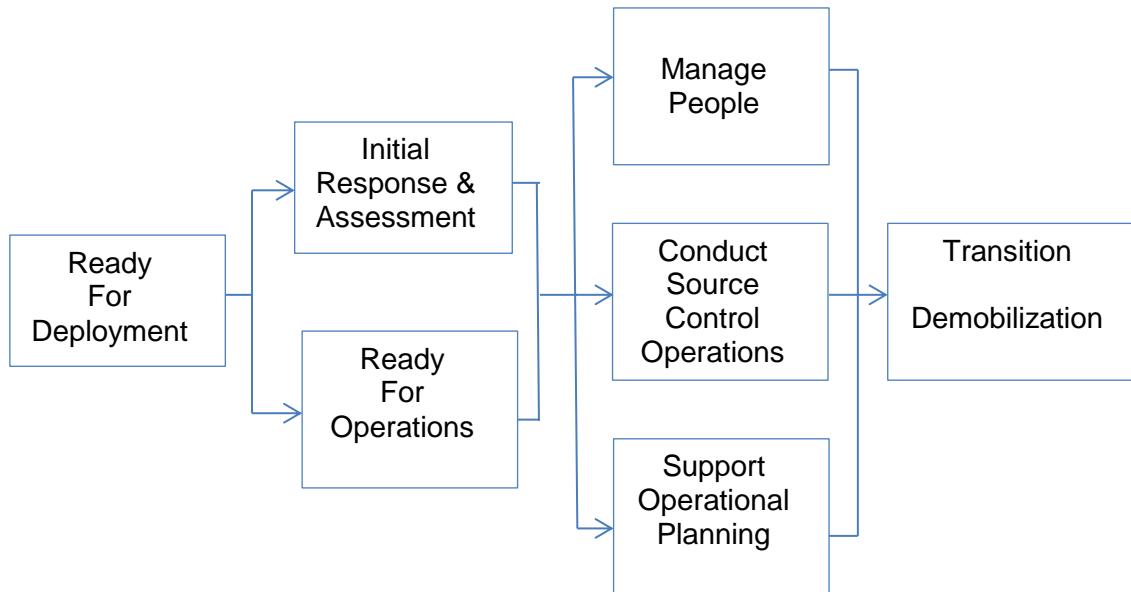 Ready
For
Deployment
Initial
Response &
Assessment
Ready
For
Operations
Manage
People
Conduct
Source
Control
Operations
Support
Operational
Planning
Transition
Demobilization